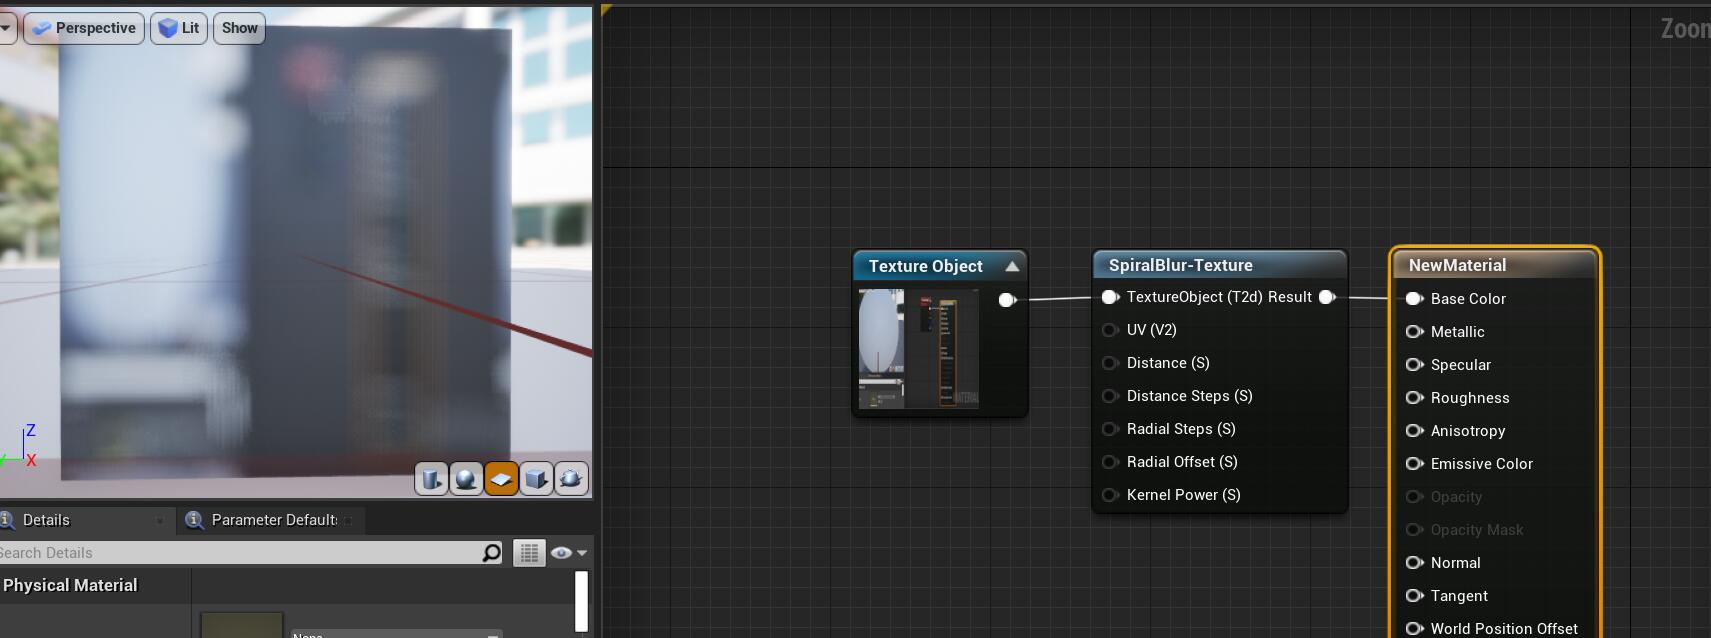 Perspective
Lit
Show
Zoom
Z
X
Details
Parameter Default
Search Details
Physical Material
None
Texture Object
SpiralBlur-Texture
TextureObject (T2d) Result
UV (V2)
Distance (S)
Distance Steps (S)
Radial Steps (S)
Radial Offset (S)
Kernel Power (S)
NewMaterial
Base Color
Metallic
Specular
Roughness
Anisotropy
Emissive Color
Opacity
Opacity Mask
Normal
Tangent
World Position Offset